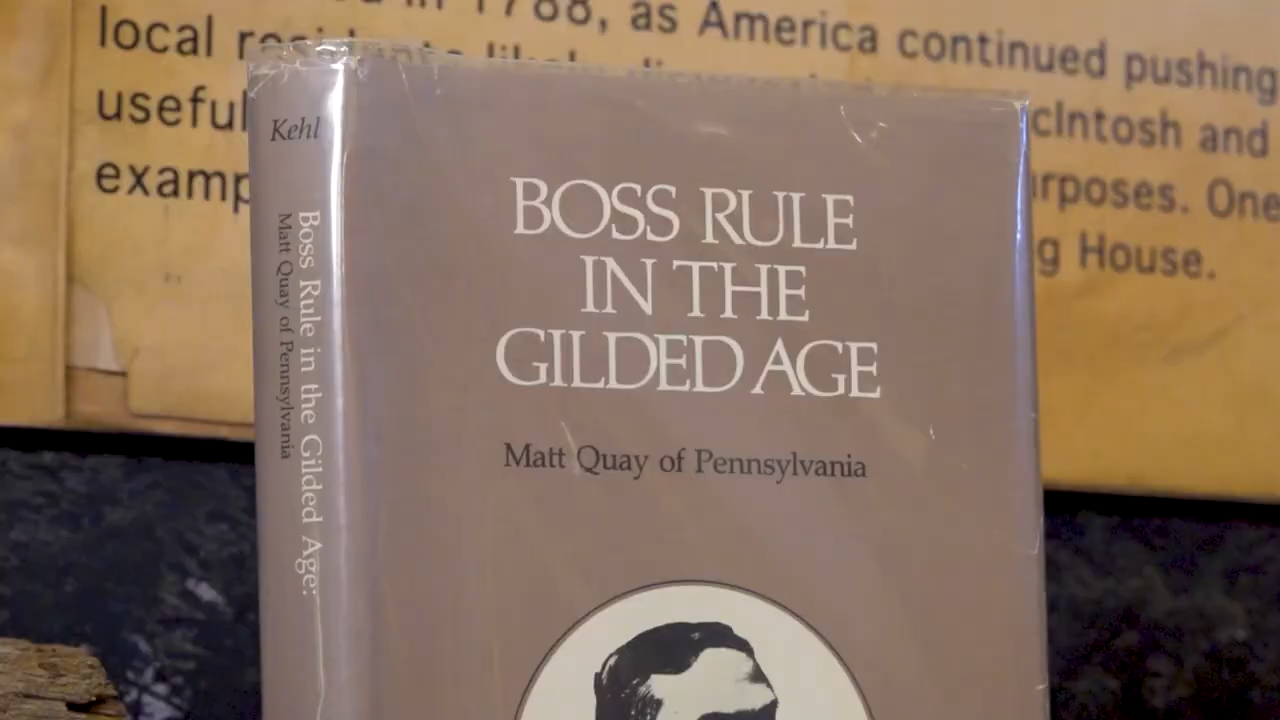 in 1788, as America continued pushing
local
useful cIntosh and
examp rposes. One
g House.
Kehl
Boss Rule in the Gilded Age:
Matt Quay of Pennsylvania
BOSS RULE
IN THE
GILDED AGE
Matt Quay of Pennsylvania